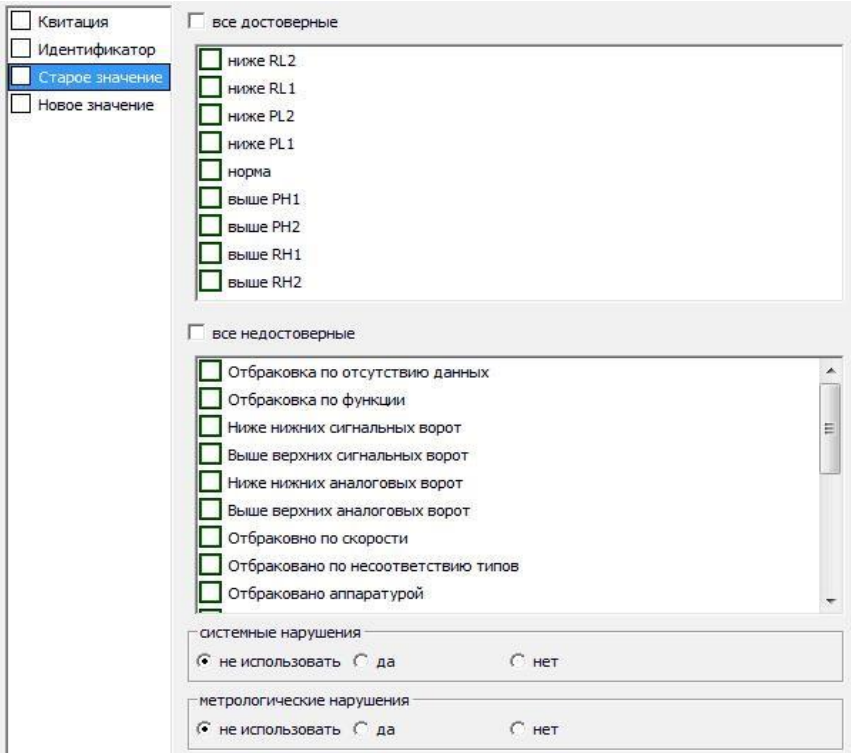 Квитация
Идентификатор
Старое значение
Новое значение
все достоверные
ниже RL2
ниже RL1
ниже PL2
ниже PL1
норма
выше PH1
выше PH2
выше RH1
выше RH2
все недостоверные
Отбраковка по отсутствию данных
Отбраковка по функции
Ниже нижних сигнальных ворот
Выше верхних сигнальных ворот
Ниже нижних аналоговых ворот
Выше верхних аналоговых ворот
Отбраковно по скорости
Отбраковано по несоответствию типов
Отбраковано аппаратурой
системные нарушения
не использовать да нет
метрологические нарушения
не использовать да нет